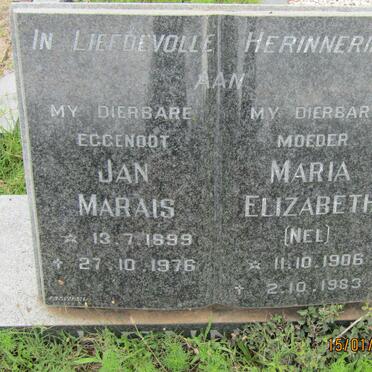 IN LIEFDEVOLLE HERINNERI
AAN
MY DIERBARE
EGGENOOT
JAN
MARAIS
☆ 13.7.1899
✝ 27.10.1976
MY DIERBAR
MOEDER
MARIA
ELIZABETH
(NEL)
☆ 11.10.1906
✝ 2.10.1983
15/01/